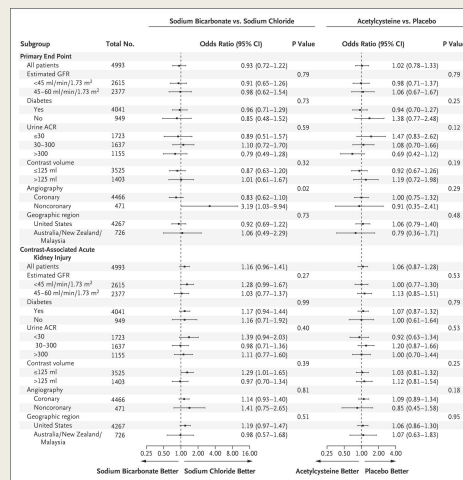 Sodium Bicarbonate vs. Sodium Chloride Acetylcysteine vs. Placebo
Subgroup Total No. Odds Ratio (95% CI) P Value Odds Ratio (95% CI) P Value
Primary End Point
All patients 4993 0.93 (0.72–1.22) 1.02 (0.78–1.33)
Estimated GFR 0.79 0.79
<45 ml/min/1.73 m² 2615 0.91 (0.65–1.26) 0.98 (0.71–1.37)
45–60 ml/min/1.73 m² 2377 0.98 (0.62–1.54) 1.06 (0.67–1.67)
Diabetes 0.73 0.25
Yes 4041 0.96 (0.71–1.29) 0.94 (0.70–1.27)
No 949 0.85 (0.48–1.52) 1.38 (0.77–2.48)
Urine ACR 0.59 0.12
≤30 1723 0.89 (0.51–1.57) 1.47 (0.83–2.62)
30–300 1637 1.10 (0.72–1.70) 1.08 (0.70–1.66)
>300 1155 0.79 (0.49–1.28) 0.69 (0.42–1.12)
Contrast volume 0.32 0.19
≤125 ml 3525 0.87 (0.63–1.20) 0.92 (0.67–1.26)
>125 ml 1403 1.01 (0.61–1.67) 1.19 (0.72–1.98)
Angiography 0.02 0.29
Coronary 4466 0.83 (0.62–1.10) 1.00 (0.75–1.32)
Noncoronary 471 3.19 (1.03–9.94) 0.91 (0.35–2.41)
Geographic region 0.73 0.48
United States 4267 0.92 (0.69–1.22) 1.06 (0.79–1.40)
Australia/New Zealand/ 726 1.06 (0.49–2.29) 0.79 (0.36–1.71)
Malaysia
Contrast-Associated Acute
Kidney Injury
All patients 4993 1.16 (0.96–1.41) 1.06 (0.87–1.28)
Estimated GFR 0.27 0.53
<45 ml/min/1.73 m² 2615 1.28 (0.99–1.67) 1.00 (0.77–1.30)
45–60 ml/min/1.73 m² 2377 1.03 (0.77–1.37) 1.13 (0.85–1.51)
Diabetes 0.99 0.79
Yes 4041 1.17 (0.94–1.44) 1.07 (0.87–1.32)
No 949 1.16 (0.71–1.92) 1.00 (0.61–1.64)
Urine ACR 0.40 0.53
≤30 1723 1.39 (0.94–2.03) 0.92 (0.63–1.34)
30–300 1637 0.98 (0.71–1.36) 1.20 (0.87–1.66)
>300 1155 1.11 (0.77–1.60) 1.00 (0.70–1.44)
Contrast volume 0.39 0.25
≤125 ml 3525 1.29 (1.01–1.65) 1.03 (0.81–1.32)
>125 ml 1403 0.97 (0.70–1.34) 1.12 (0.81–1.54)
Angiography 0.81 0.18
Coronary 4466 1.14 (0.93–1.40) 1.09 (0.89–1.34)
Noncoronary 471 1.41 (0.75–2.65) 0.85 (0.45–1.58)
Geographic region 0.51 0.95
United States 4267 1.19 (0.97–1.47) 1.06 (0.86–1.30)
Australia/New Zealand/ 726 0.98 (0.57–1.68) 1.07 (0.63–1.83)
Malaysia
0.25 0.50 1.00 2.00 4.00 8.00 16.00 0.25 0.50 1.00 2.00 4.00
Sodium Bicarbonate Better Sodium Chloride Better Acetylcysteine Better Placebo Better